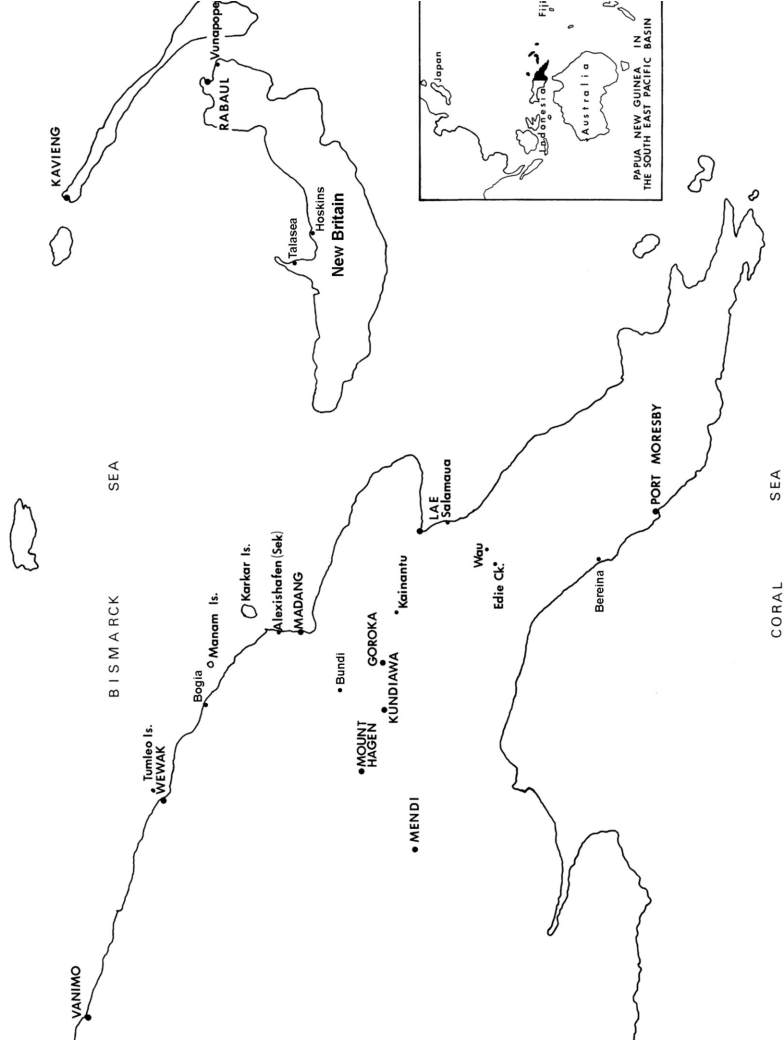 VANIMO
Tumleo Is.
WEWAK
Bogia
Manam Is.
Karkar Is.
Alexishafen (Sek)
MADANG
BISMARCK SEA
KAVIENG
Vunapope
RABAUL
Talasea
Hoskins
New Britain
Bundi
GOROKA
KUNDIAWA
MOUNT
HAGEN
MENDI
Kainantu
LAE
Salamaua
Wau
Edie Ck.
Bereina
PORT MORESBY
CORAL SEA
Japan
Fiji
Indonesia
Australia
PAPUA NEW GUINEA IN
THE SOUTH EAST PACIFIC BASIN